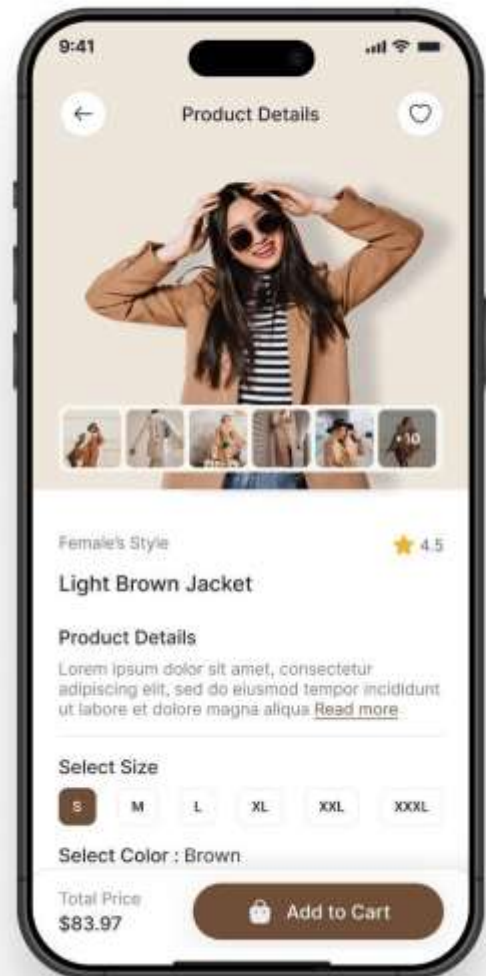 9:41
Product Details
+10
Female's Style
4.5
Light Brown Jacket
Product Details
Lorem ipsum dolor sit amet, consectetur
adipiscing elit, sed do eiusmod tempor incididunt
ut labore et dolore magna aliqua Read more
Select Size
S M L XL XXL XXXL
Select Color : Brown
Total Price
$83.97
Add to Cart